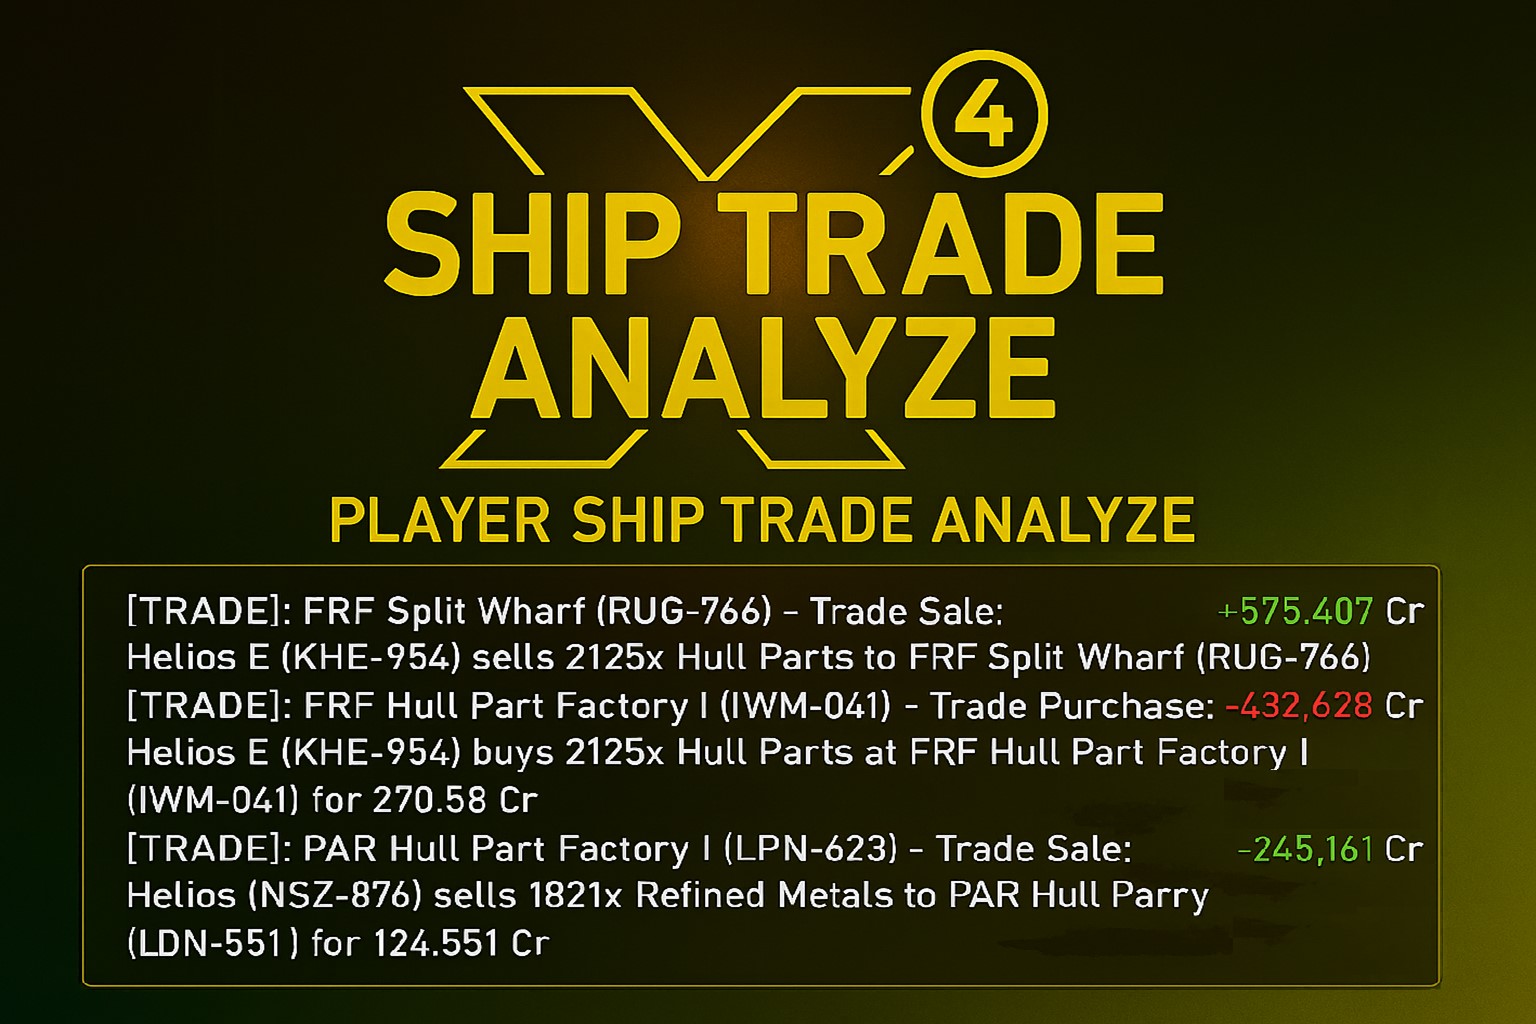 X4
SHIP TRADE
ANALYZE
PLAYER SHIP TRADE ANALYZE
[TRADE]: FRF Split Wharf (RUG-766) - Trade Sale: +575.407 Cr
Helios E (KHE-954) sells 2125x Hull Parts to FRF Split Wharf (RUG-766)
[TRADE]: FRF Hull Part Factory I (IWM-041) - Trade Purchase: -432,628 Cr
Helios E (KHE-954) buys 2125x Hull Parts at FRF Hull Part Factory I
(IWM-041) for 270.58 Cr
[TRADE]: PAR Hull Part Factory I (LPN-623) - Trade Sale: -245,161 Cr
Helios (NSZ-876) sells 1821x Refined Metals to PAR Hull Parry
(LDN-551) for 124.551 Cr